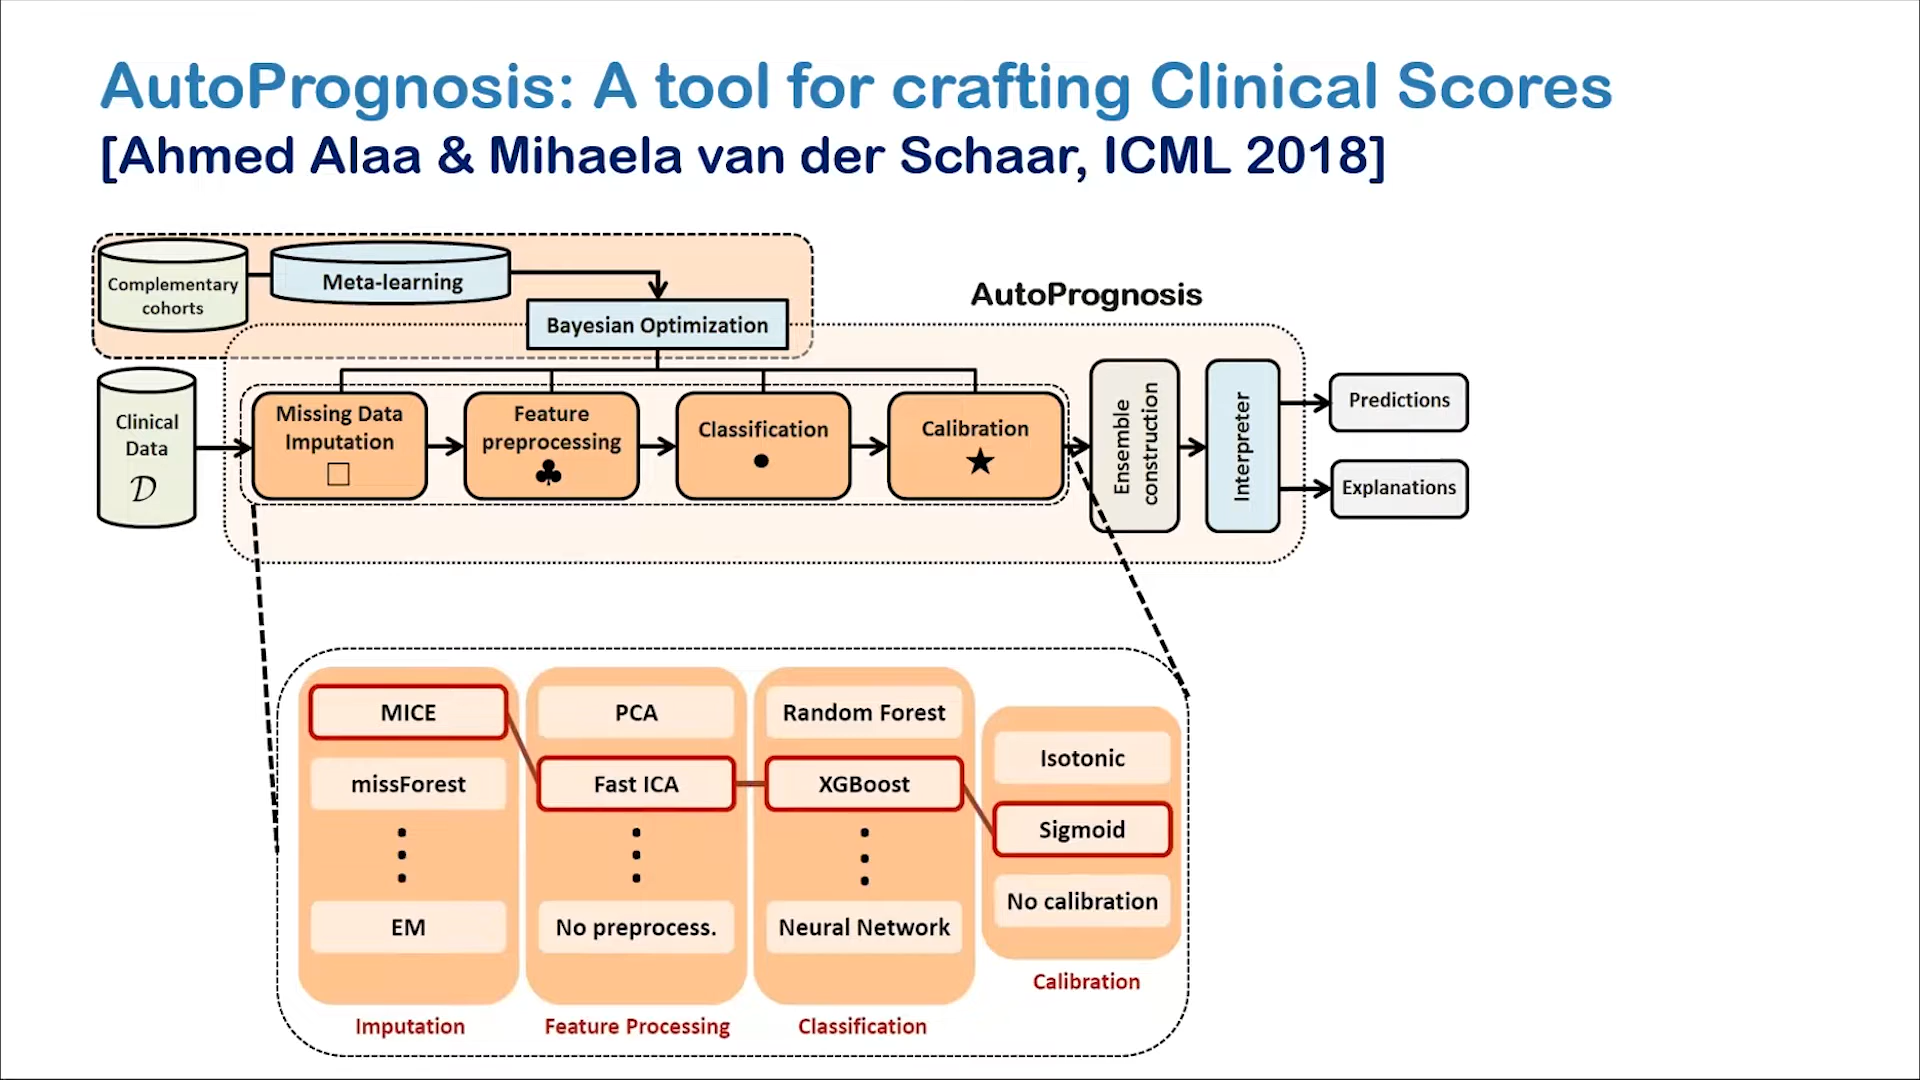 AutoPrognosis: A tool for crafting Clinical Scores
[Ahmed Alaa & Mihaela van der Schaar, ICML 2018]
Complementary
cohorts
Meta-learning
Bayesian Optimization
AutoPrognosis
Clinical
Data
𝒟
Missing Data
Imputation
Feature
preprocessing
Classification
Calibration
Ensemble
construction
Interpreter
Predictions
Explanations
MICE
missForest
EM
Imputation
PCA
Fast ICA
No preprocess.
Feature Processing
Random Forest
XGBoost
Neural Network
Classification
Isotonic
Sigmoid
No calibration
Calibration